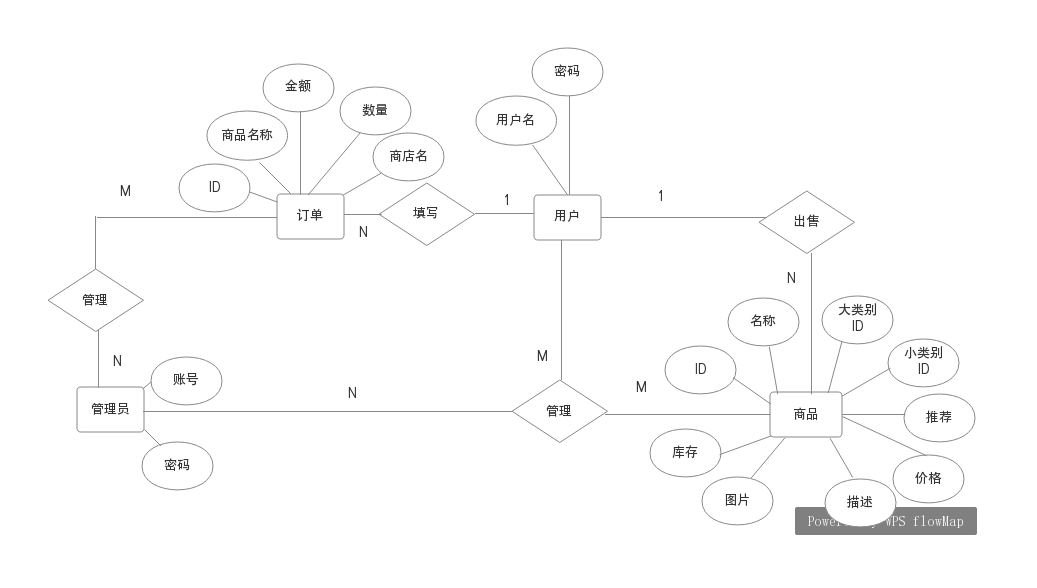 密码
金额
数量
用户名
商品名称
商店名
ID
M
1
1
订单
填写
用户
出售
N
N
管理
名称
大类别
ID
N
M
小类别
ID
账号
ID
N
M
管理员
管理
商品
推荐
库存
密码
价格
图片
描述
WPS flowMap